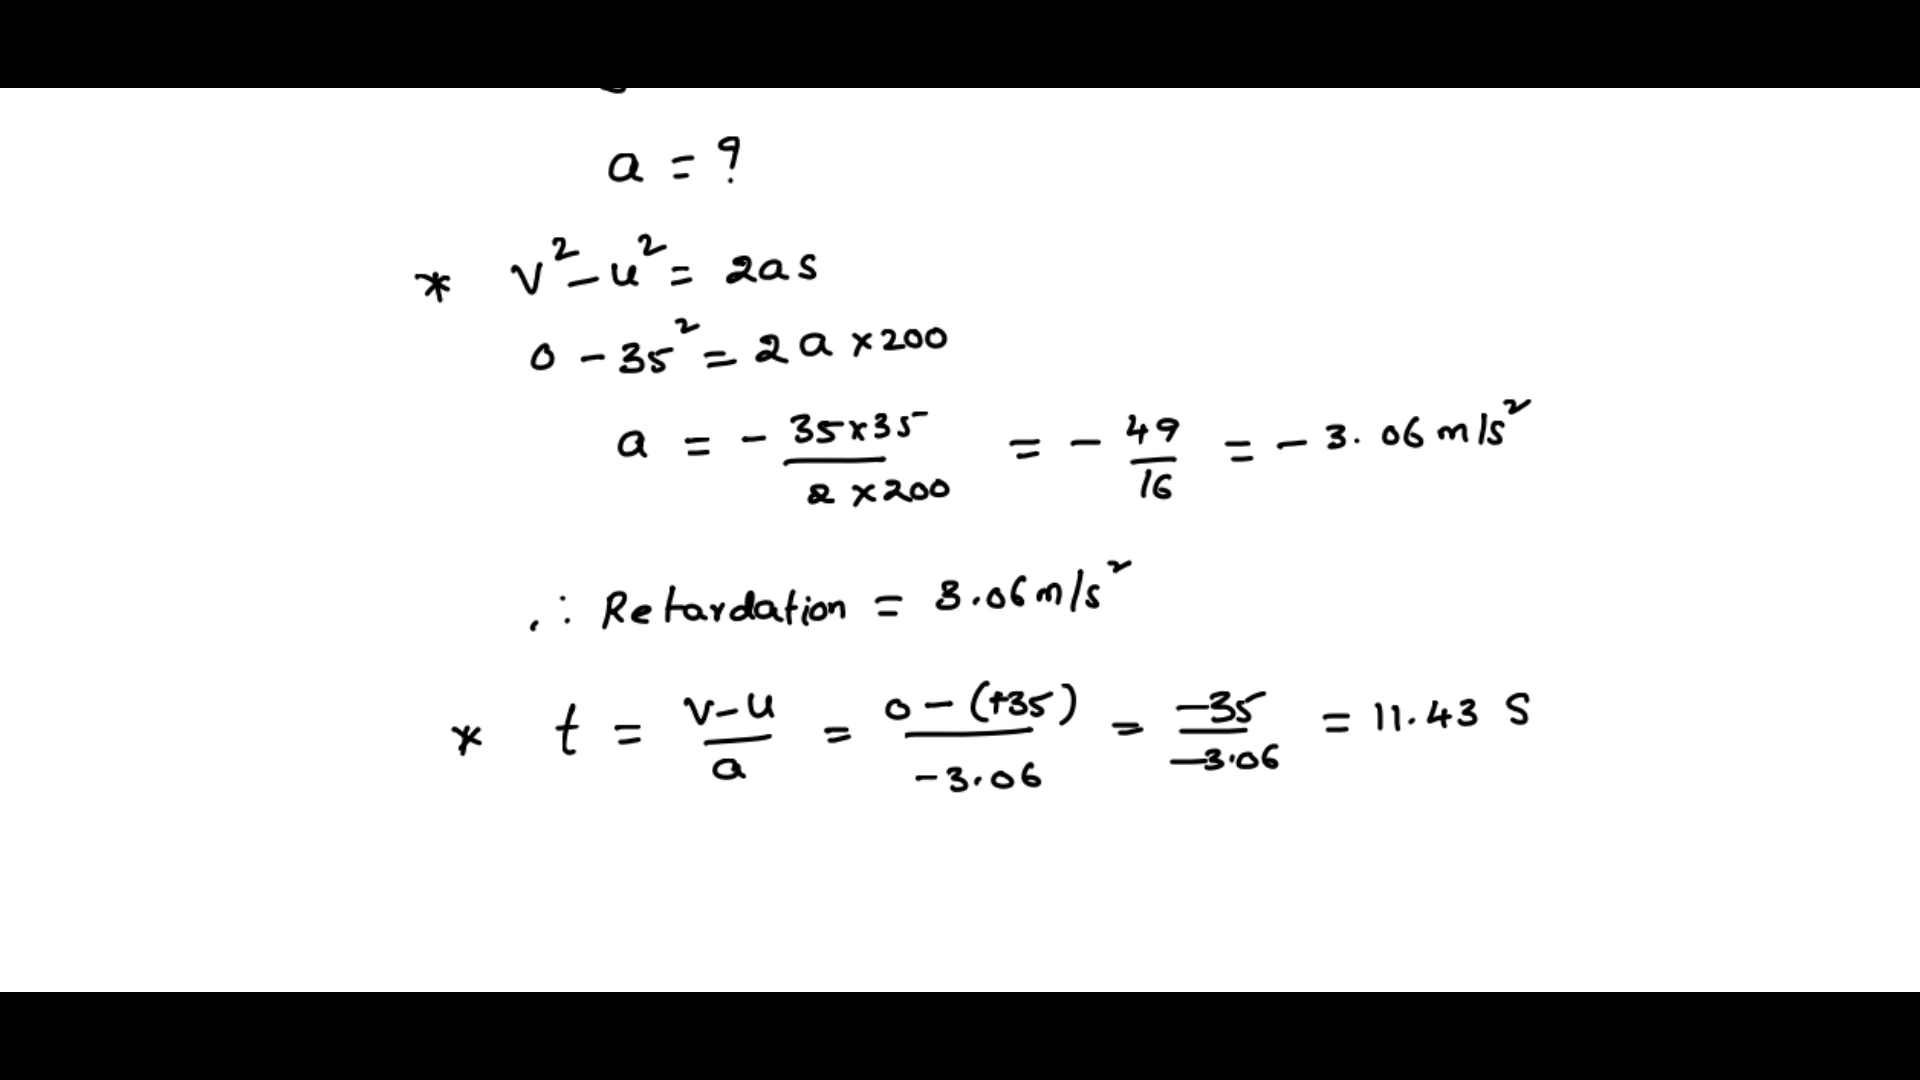 a = ?
* v² - u² = 2as
0 - 35² = 2a × 200
a = - 35×35 / 2×200 = - 49/16 = - 3.06 m/s²
∴ Retardation = 3.06 m/s²
* t = v-u / a = 0 - (+35) / -3.06 = -35 / -3.06 = 11.43 S